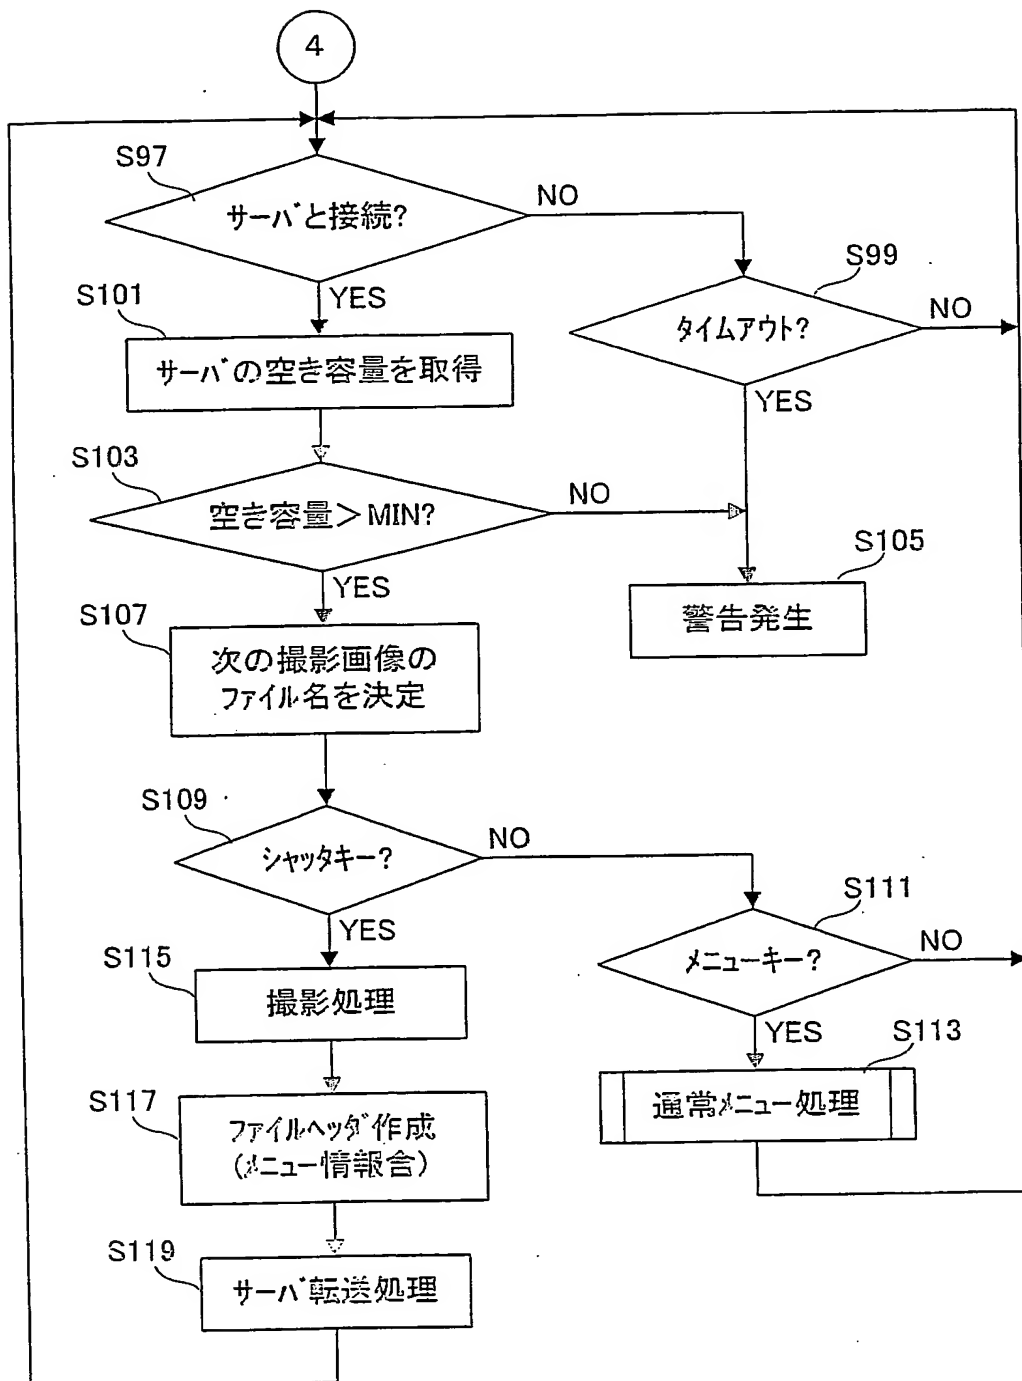 4
S97
サーバと接続?
NO
YES
S99
タイムアウト?
NO
YES
S101
サーバの空き容量を取得
S103
空き容量>MIN?
NO
YES
S105
警告発生
S107
次の撮影画像の
ファイル名を決定
S109
シャッタキー?
NO
YES
S111
メニューキー?
NO
YES
S113
通常メニュー処理
S115
撮影処理
S117
ファイルヘッダ作成
(メニュー情報含)
S119
サーバ転送処理